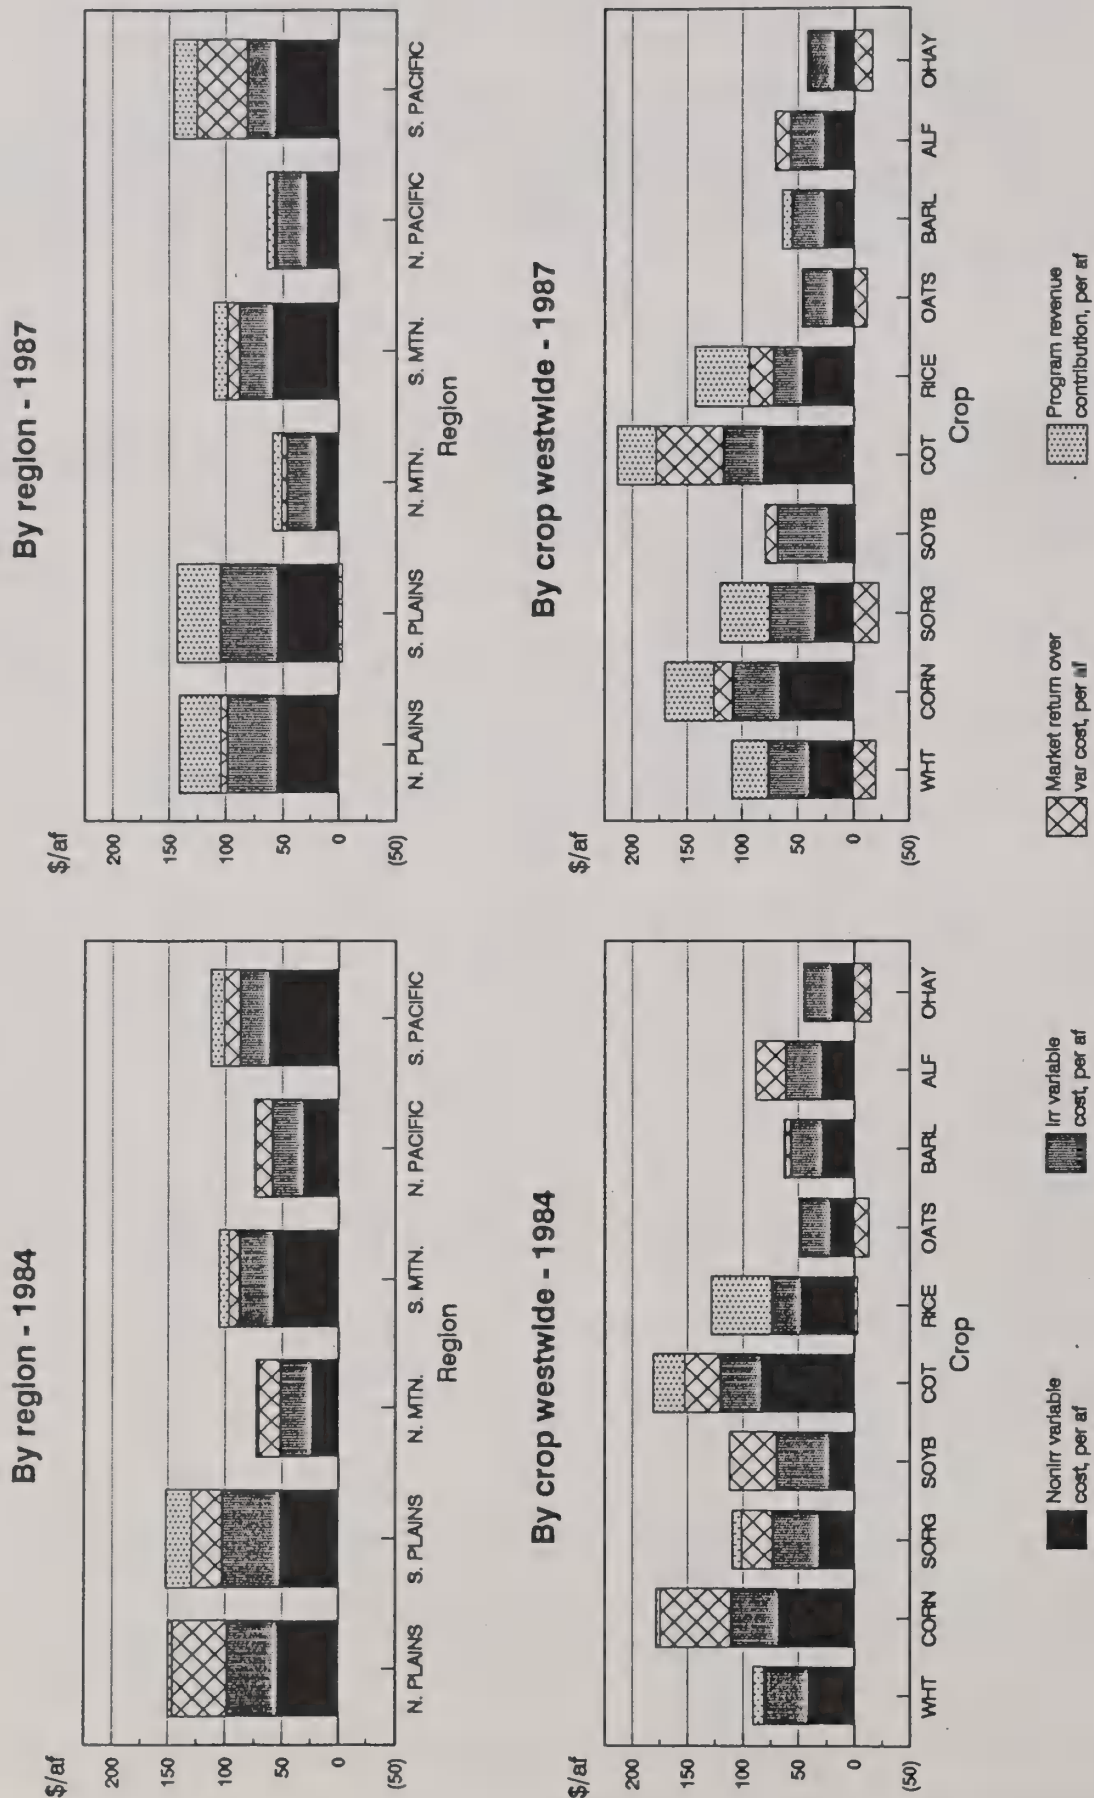 By region - 1984
$/af
200
150
100
50
0
(50)
N. PLAINS
S. PLAINS
N. MTN.
S. MTN.
N. PACIFIC
S. PACIFIC
Region
By region - 1987
$/af
200
150
100
50
0
(50)
N. PLAINS
S. PLAINS
N. MTN.
S. MTN.
N. PACIFIC
S. PACIFIC
Region
By crop westwide - 1984
$/af
200
150
100
50
0
(50)
WHT
CORN
SORG
SOYB
COT
RICE
OATS
BARL
ALF
OHAY
Crop
By crop westwide - 1987
$/af
200
150
100
50
0
(50)
WHT
CORN
SORG
SOYB
COT
RICE
OATS
BARL
ALF
OHAY
Crop
Nonirr variable
cost, per af
Irr variable
cost, per af
Market return over
var cost, per af
Program revenue
contribution, per af